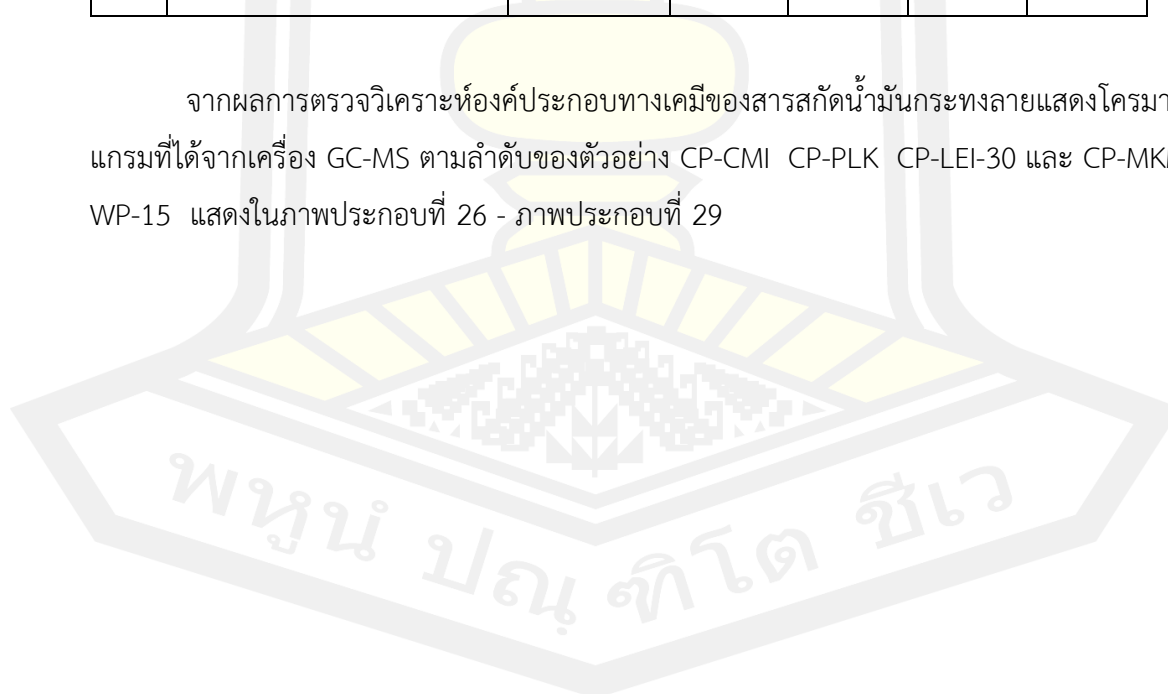 จากผลการตรวจวิเคราะห์องค์ประกอบทางเคมีของสารสกัดน้ำมันกระทงลายแสดงโครมา
แกรมที่ได้จากเครื่อง GC-MS ตามลำดับของตัวอย่าง CP-CMI CP-PLK CP-LEI-30 และ CP-MKM
WP-15 แสดงในภาพประกอบที่ 26 - ภาพประกอบที่ 29
พหูนํ ปณฺฑิโต ชีเว